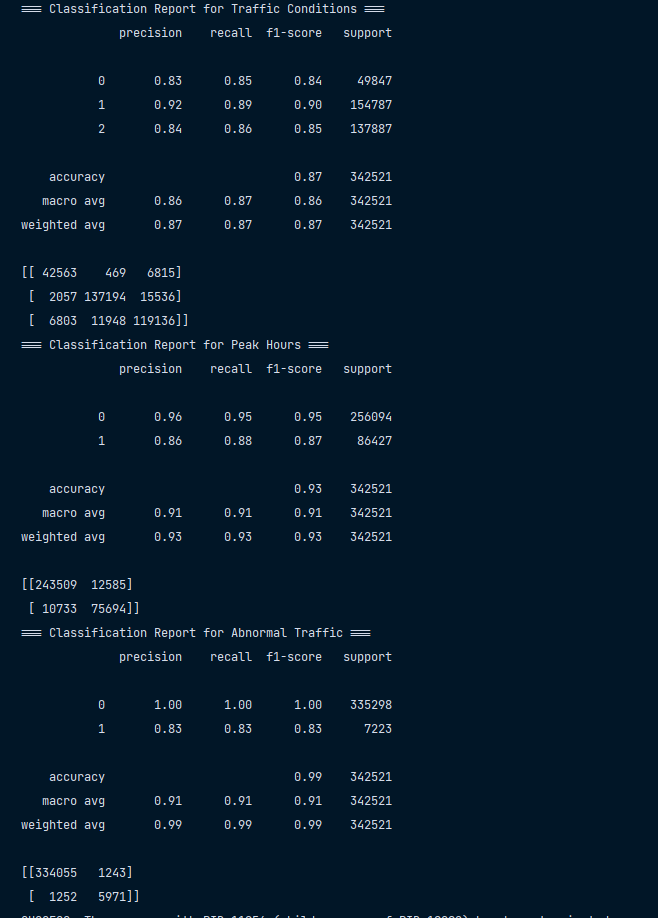 === Classification Report for Traffic Conditions ===
              precision    recall  f1-score   support

           0       0.83      0.85      0.84     49847
           1       0.92      0.89      0.90    154787
           2       0.84      0.86      0.85    137887

    accuracy                           0.87    342521
   macro avg       0.86      0.87      0.86    342521
weighted avg       0.87      0.87      0.87    342521

[[ 42563    469   6815]
 [  2057 137194  15536]
 [  6803  11948 119136]]
=== Classification Report for Peak Hours ===
              precision    recall  f1-score   support

           0       0.96      0.95      0.95    256094
           1       0.86      0.88      0.87     86427

    accuracy                           0.93    342521
   macro avg       0.91      0.91      0.91    342521
weighted avg       0.93      0.93      0.93    342521

[[243509  12585]
 [ 10733  75694]]
=== Classification Report for Abnormal Traffic ===
              precision    recall  f1-score   support

           0       1.00      1.00      1.00    335298
           1       0.83      0.83      0.83      7223

    accuracy                           0.99    342521
   macro avg       0.91      0.91      0.91    342521
weighted avg       0.99      0.99      0.99    342521

[[334055   1243]
 [  1252   5971]]